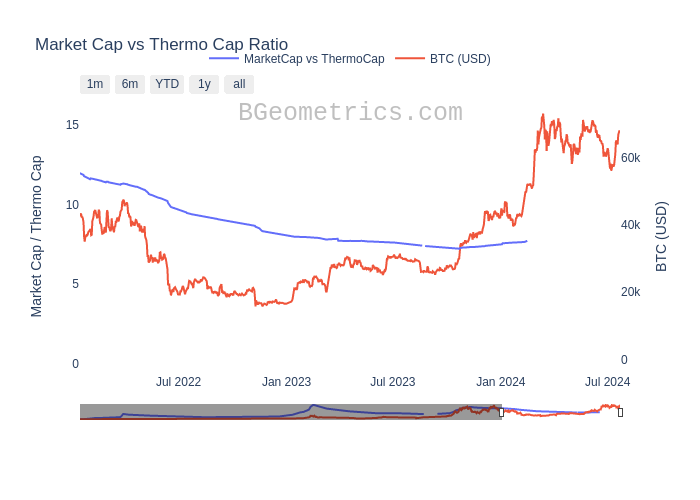 Market Cap vs Thermo Cap Ratio
MarketCap vs ThermoCap
BTC (USD)
1m
6m
YTD
1y
all
BGeometrics.com
15
10
5
0
Market Cap / Thermo Cap
60k
40k
20k
0
BTC (USD)
Jul 2022
Jan 2023
Jul 2023
Jan 2024
Jul 2024